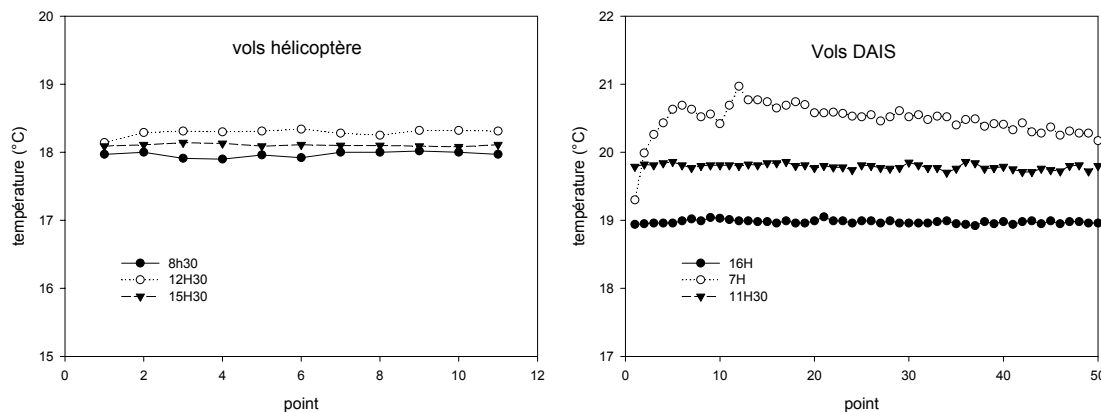 vols hélicoptère
température (°C)
20
19
18
17
16
15
8h30
12H30
15H30
0
2
4
6
8
10
12
point
Vols DAIS
température (°C)
22
21
20
19
18
17
16H
7H
11H30
0
10
20
30
40
50
point